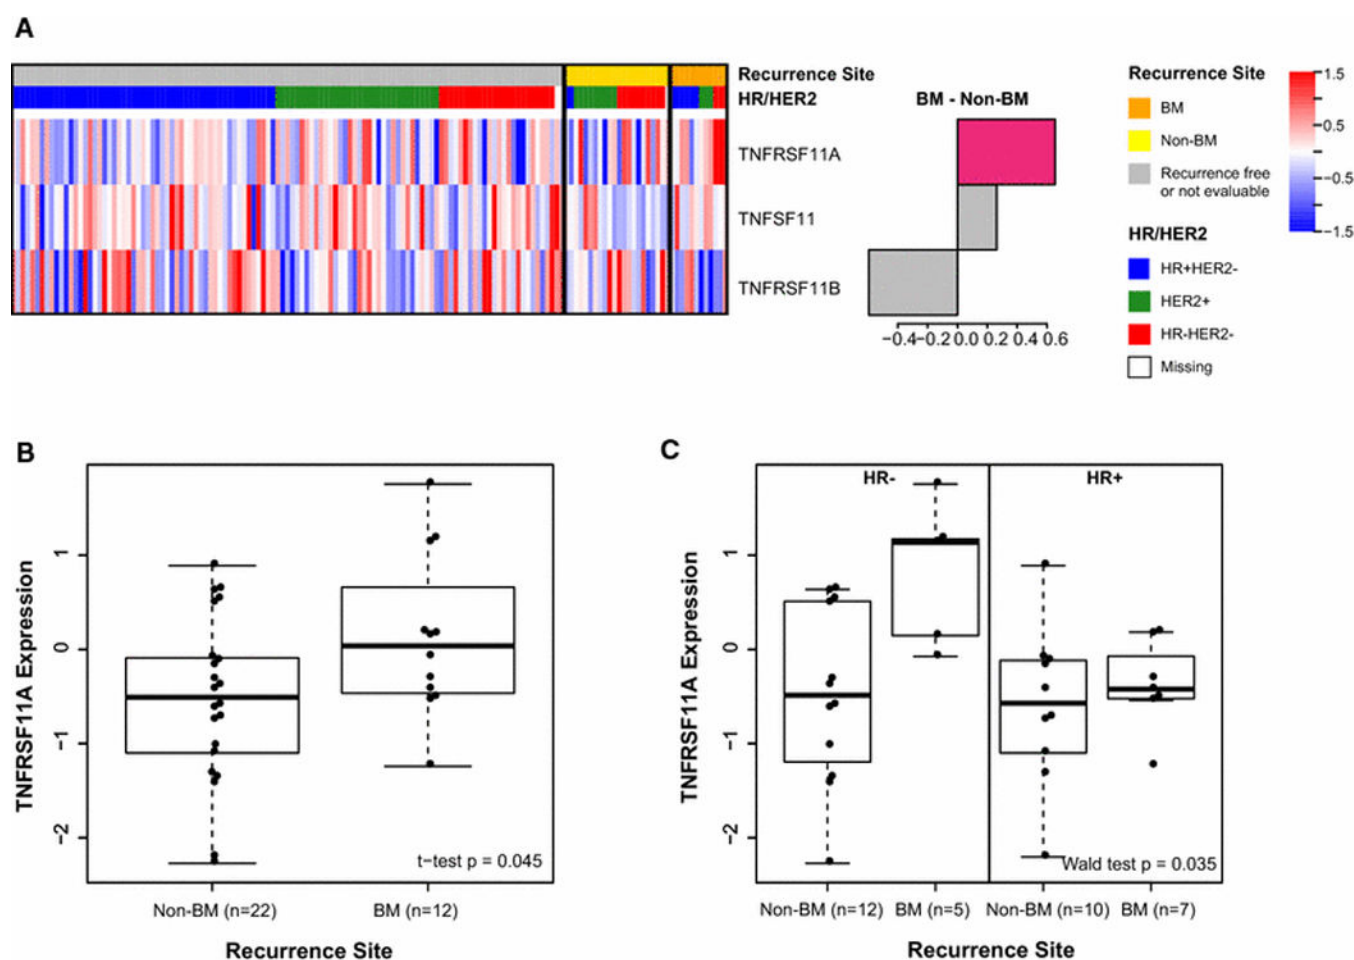 A
Recurrence Site
HR/HER2
BM - Non-BM
TNFRSF11A
TNFSF11
TNFRSF11B
−0.4−0.2 0.0 0.2 0.4 0.6
Recurrence Site
BM
Non-BM
Recurrence free
or not evaluable
HR/HER2
HR+HER2-
HER2+
HR-HER2-
Missing
1.5
0.5
−0.5
−1.5
B
TNFRSF11A Expression
1
0
−1
−2
t−test p = 0.045
Non-BM (n=22)
BM (n=12)
Recurrence Site
C
HR-
HR+
TNFRSF11A Expression
1
0
−1
−2
Wald test p = 0.035
Non-BM (n=12)
BM (n=5)
Non-BM (n=10)
BM (n=7)
Recurrence Site